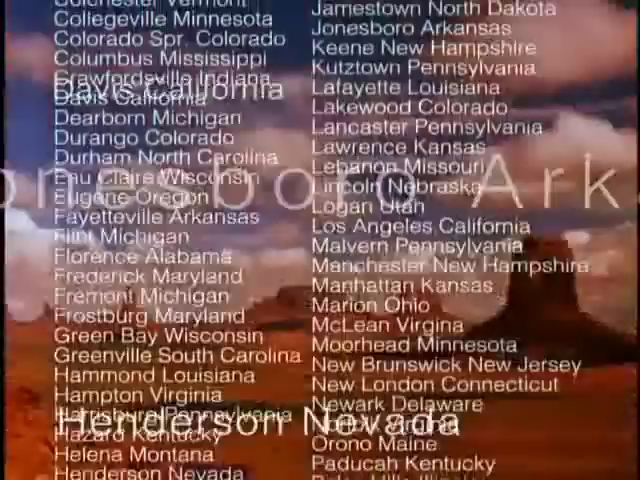 Colchester Vermont
Collegeville Minnesota
Colorado Spr. Colorado
Columbus Mississippi
Crawfordsville Indiana
Davis California
Davis California
Dearborn Michigan
Durango Colorado
Durham North Carolina
Eau Claire Wisconsin
Eugene Oregon
Fayetteville Arkansas
Flint Michigan
Florence Alabama
Frederick Maryland
Fremont Michigan
Frostburg Maryland
Green Bay Wisconsin
Greenville South Carolina
Hammond Louisiana
Hampton Virginia
Harrisburg Pennsylvania
Henderson Nevada
Hazard Kentucky
Helena Montana
Henderson Nevada
Jamestown North Dakota
Jonesboro Arkansas
Keene New Hampshire
Kutztown Pennsylvania
Lafayette Louisiana
Lakewood Colorado
Lancaster Pennsylvania
Lawrence Kansas
Lebanon Missouri
onesboro Ark
Lincoln Nebraska
Logan Utah
Los Angeles California
Malvern Pennsylvania
Manchester New Hampshire
Manhattan Kansas
Marion Ohio
McLean Virgina
Moorhead Minnesota
New Brunswick New Jersey
New London Connecticut
Newark Delaware
Orono Maine
Paducah Kentucky